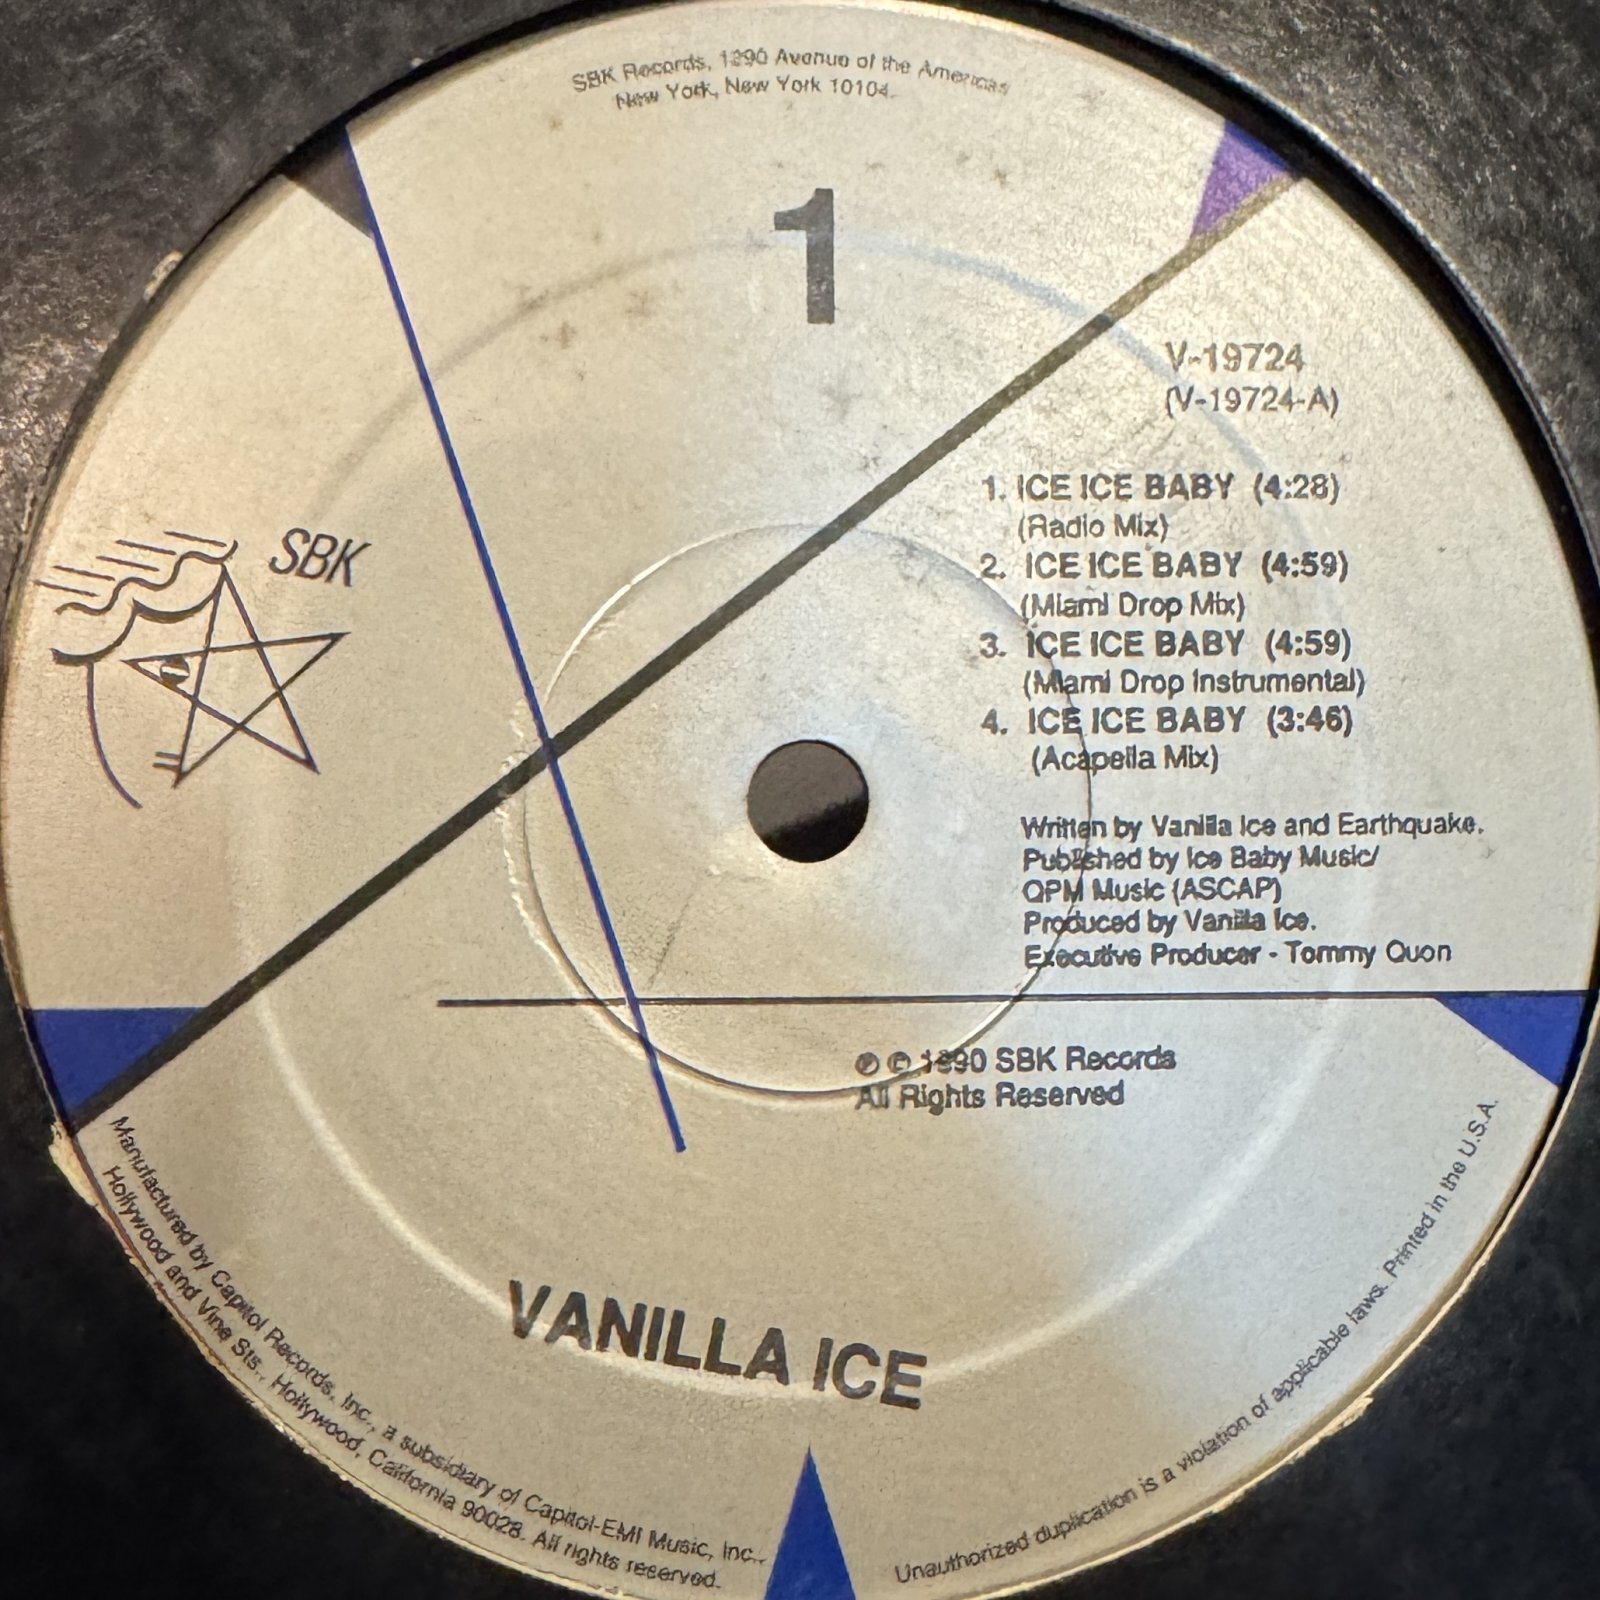 SBK Records, 1290 Avenue of the Americas
New York, New York 10104.
1
V-19724
(V-19724-A)
1. ICE ICE BABY (4:28)
(Radio Mix)
2. ICE ICE BABY (4:59)
(Miami Drop Mix)
3. ICE ICE BABY (4:59)
(Miami Drop Instrumental)
4. ICE ICE BABY (3:46)
(Acapella Mix)
SBK
Written by Vanilla Ice and Earthquake.
Published by Ice Baby Music/
QPM Music (ASCAP)
Produced by Vanilla Ice.
Executive Producer - Tommy Quon
℗ © 1990 SBK Records
All Rights Reserved
VANILLA ICE
Manufactured by Capitol Records, Inc., a subsidiary of Capitol-EMI Music, Inc.,
Hollywood and Vine Sts., Hollywood, California 90028. All rights reserved.
Unauthorized duplication is a violation of applicable laws. Printed in the U.S.A.